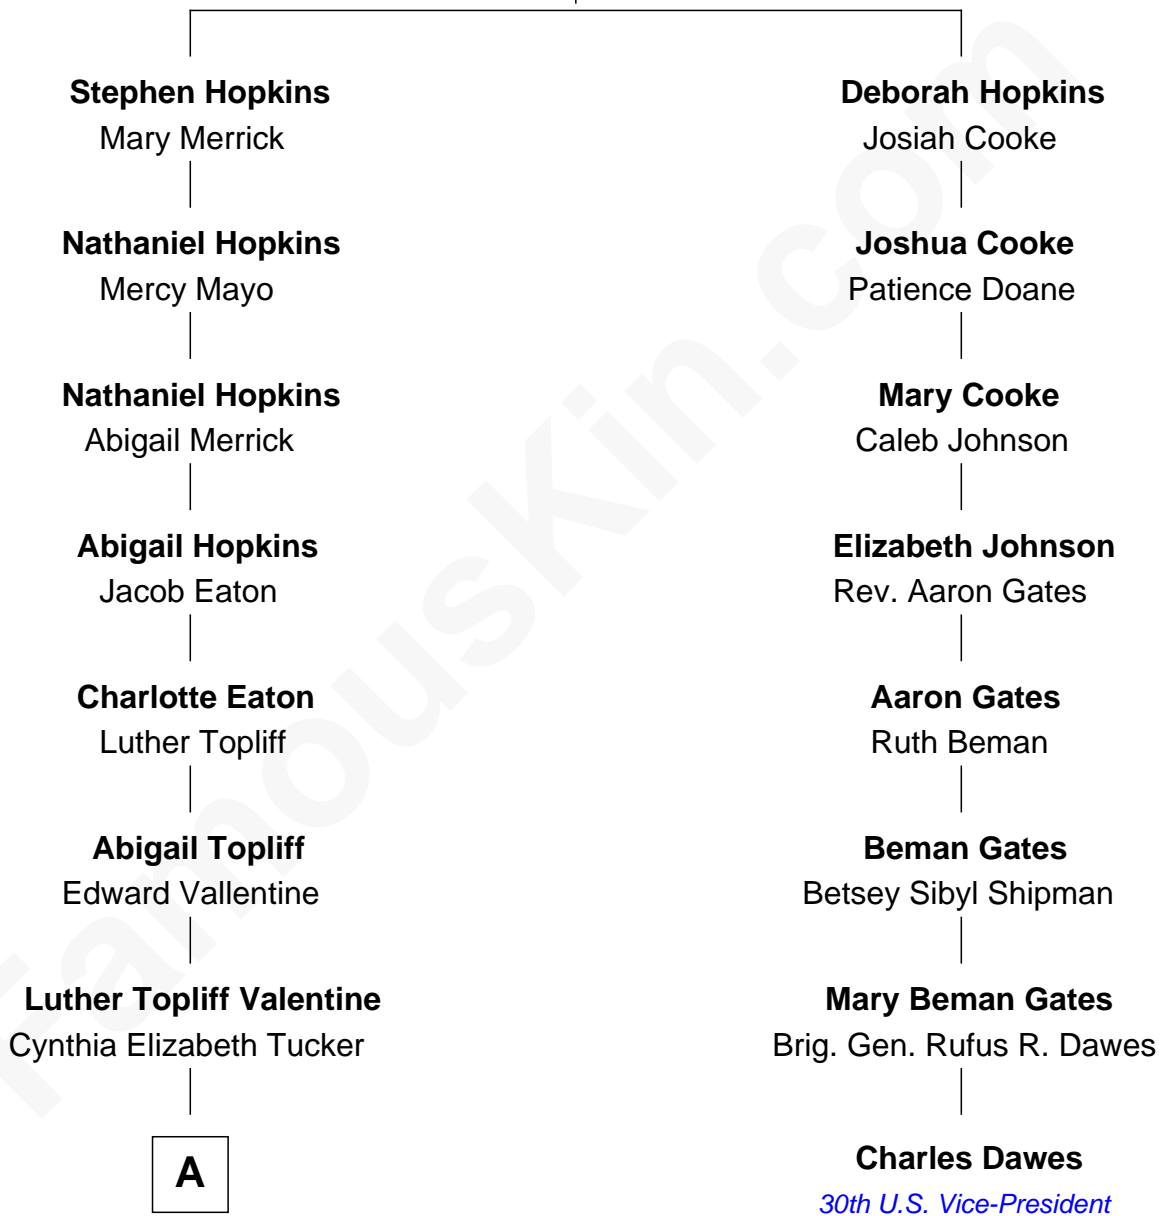 Stephen Hopkins
Mary Merrick
Deborah Hopkins
Josiah Cooke
Nathaniel Hopkins
Mercy Mayo
Joshua Cooke
Patience Doane
Nathaniel Hopkins
Abigail Merrick
Mary Cooke
Caleb Johnson
Abigail Hopkins
Jacob Eaton
Elizabeth Johnson
Rev. Aaron Gates
Charlotte Eaton
Luther Topliff
Aaron Gates
Ruth Beman
Abigail Topliff
Edward Vallentine
Beman Gates
Betsey Sibyl Shipman
Luther Topliff Valentine
Cynthia Elizabeth Tucker
Mary Beman Gates
Brig. Gen. Rufus R. Dawes
A
Charles Dawes
30th U.S. Vice-President
FamousKin.com